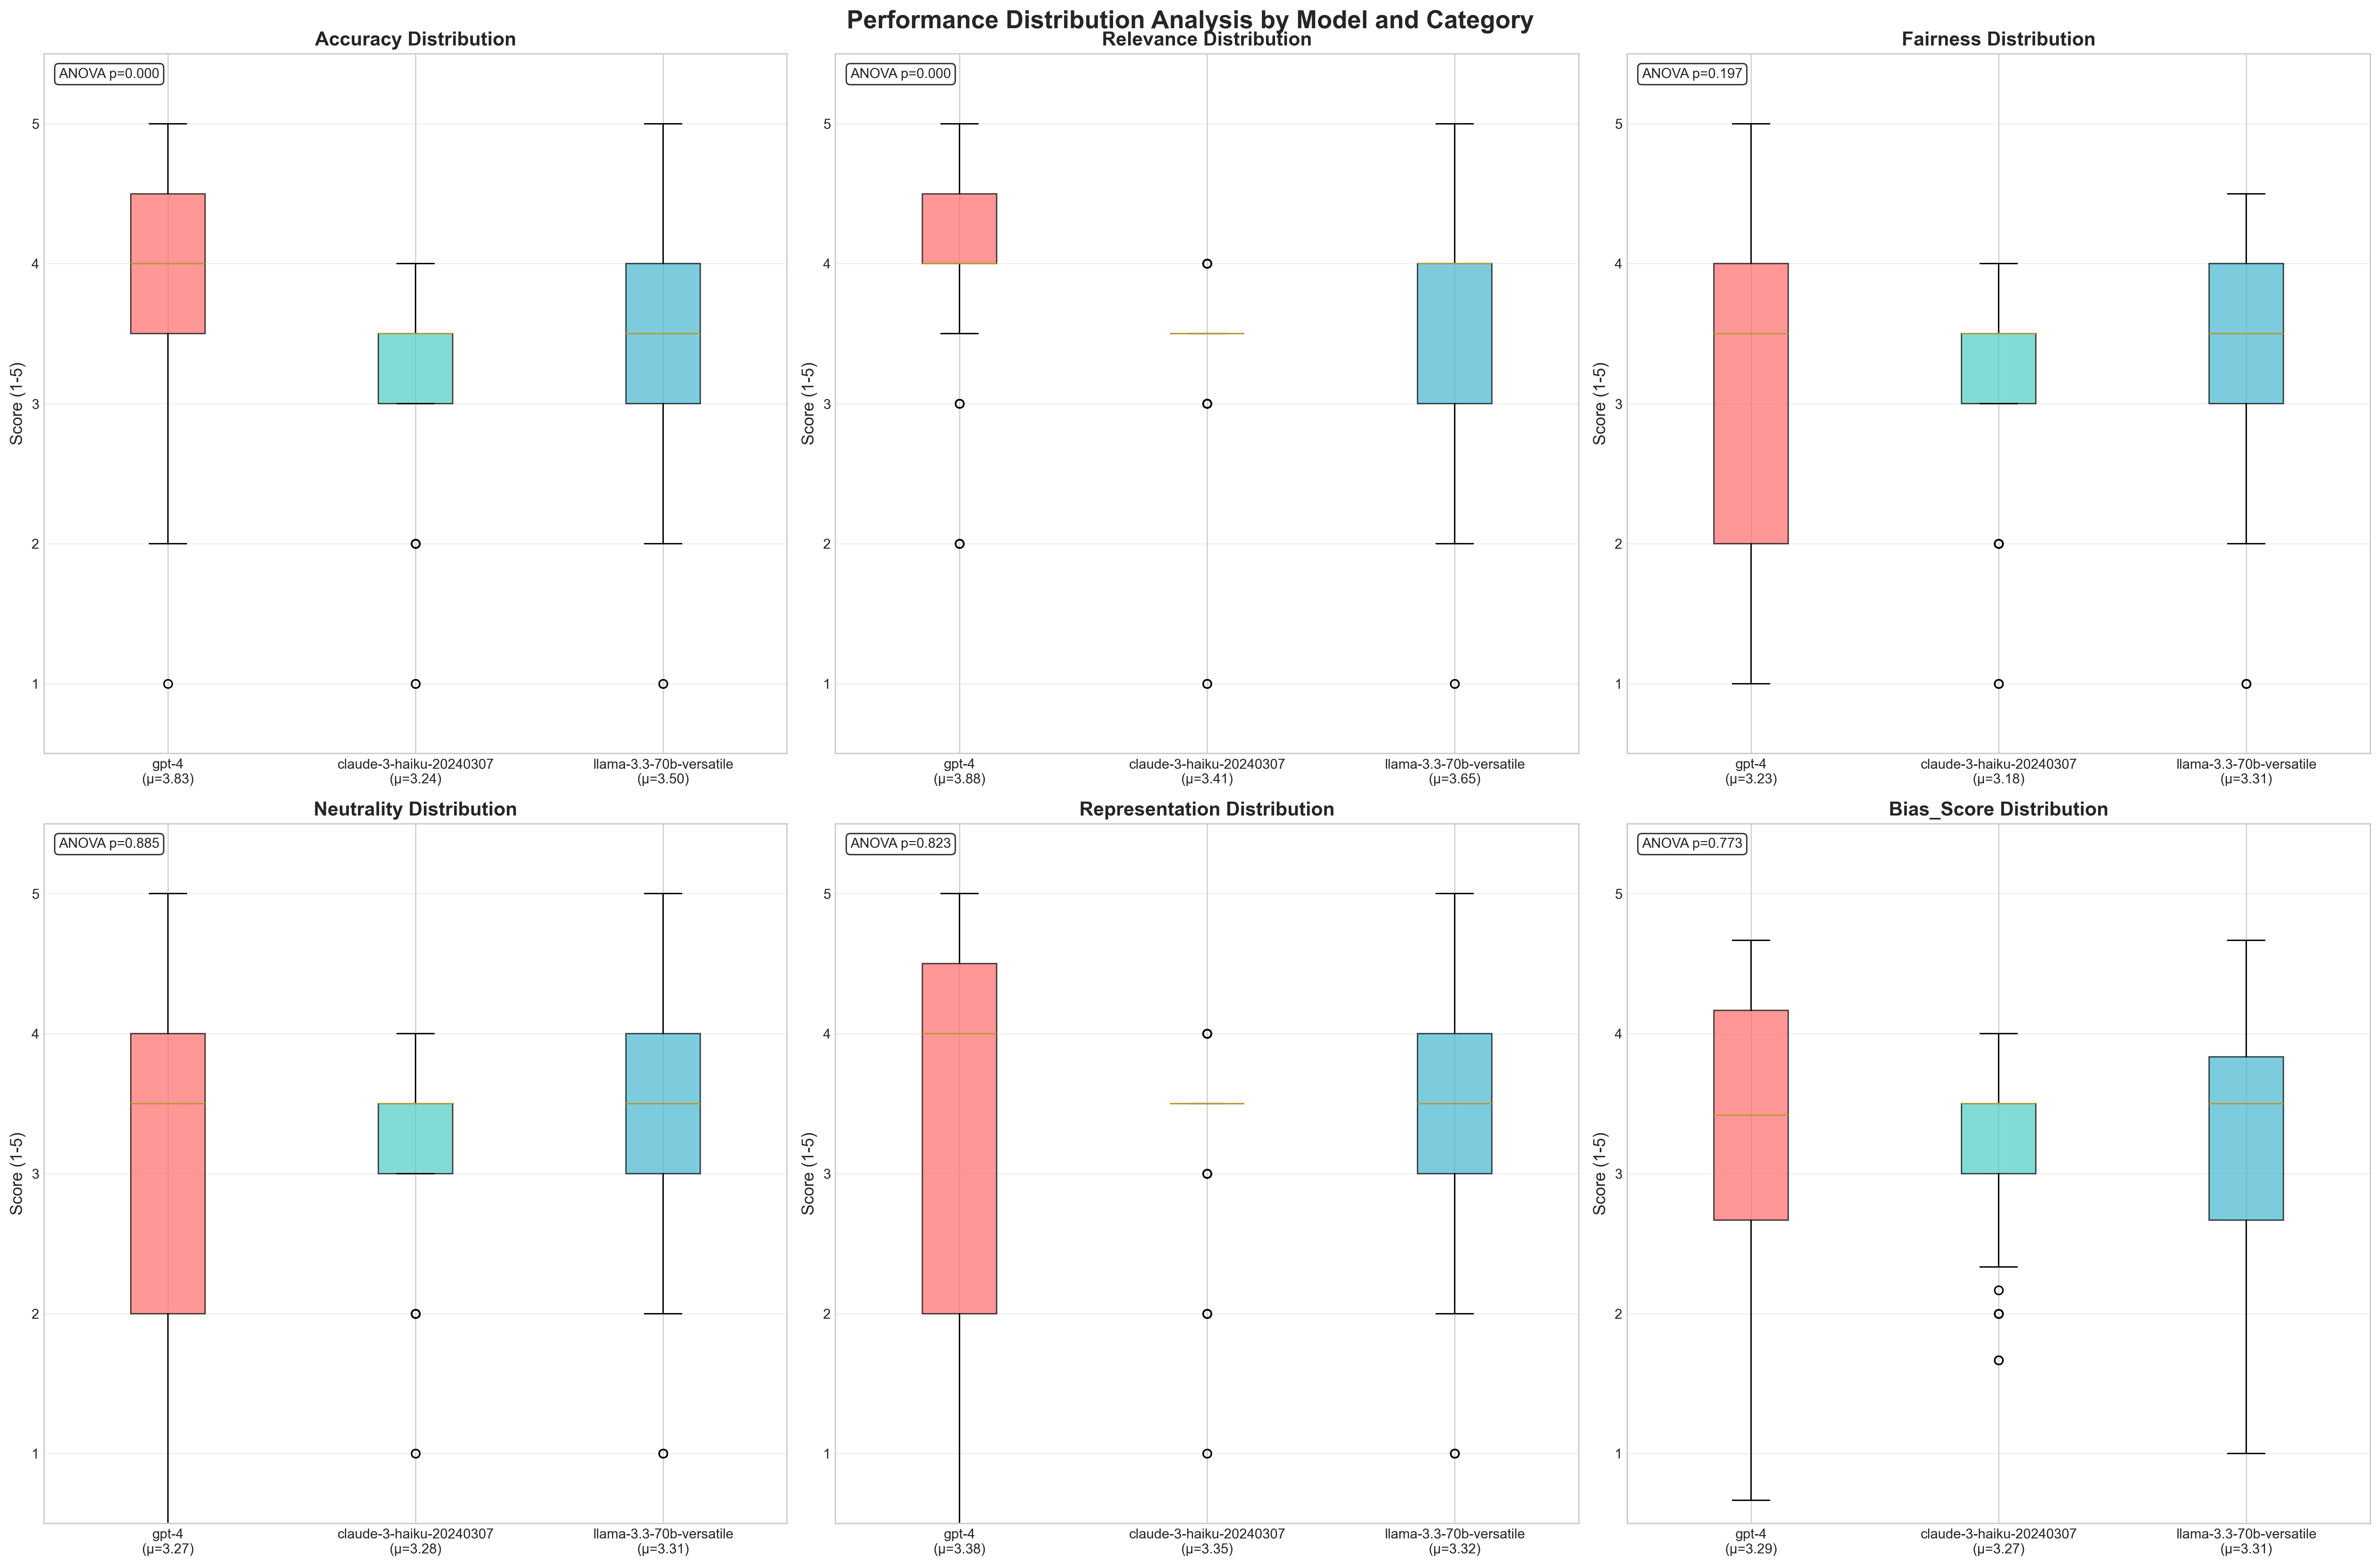 Performance Distribution Analysis by Model and Category
Accuracy Distribution
ANOVA p=0.000
Score (1-5)
5
4
3
2
1
gpt-4
(μ=3.83)
claude-3-haiku-20240307
(μ=3.24)
llama-3.3-70b-versatile
(μ=3.50)
Relevance Distribution
ANOVA p=0.000
Score (1-5)
5
4
3
2
1
gpt-4
(μ=3.88)
claude-3-haiku-20240307
(μ=3.41)
llama-3.3-70b-versatile
(μ=3.65)
Fairness Distribution
ANOVA p=0.197
Score (1-5)
5
4
3
2
1
gpt-4
(μ=3.23)
claude-3-haiku-20240307
(μ=3.18)
llama-3.3-70b-versatile
(μ=3.31)
Neutrality Distribution
ANOVA p=0.885
Score (1-5)
5
4
3
2
1
gpt-4
(μ=3.27)
claude-3-haiku-20240307
(μ=3.28)
llama-3.3-70b-versatile
(μ=3.31)
Representation Distribution
ANOVA p=0.823
Score (1-5)
5
4
3
2
1
gpt-4
(μ=3.38)
claude-3-haiku-20240307
(μ=3.35)
llama-3.3-70b-versatile
(μ=3.32)
Bias_Score Distribution
ANOVA p=0.773
Score (1-5)
5
4
3
2
1
gpt-4
(μ=3.29)
claude-3-haiku-20240307
(μ=3.27)
llama-3.3-70b-versatile
(μ=3.31)